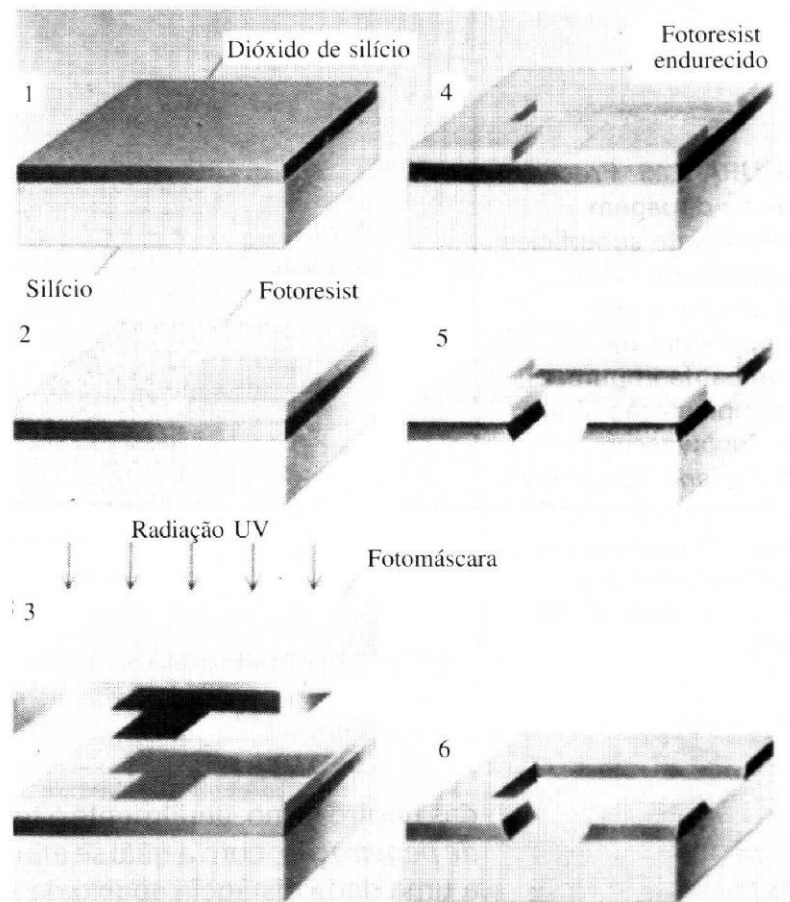 Dióxido de silício
1
Silício
Fotoresist
2
Radiação UV
Fotomáscara
3
Fotoresist
endurecido
4
5
6